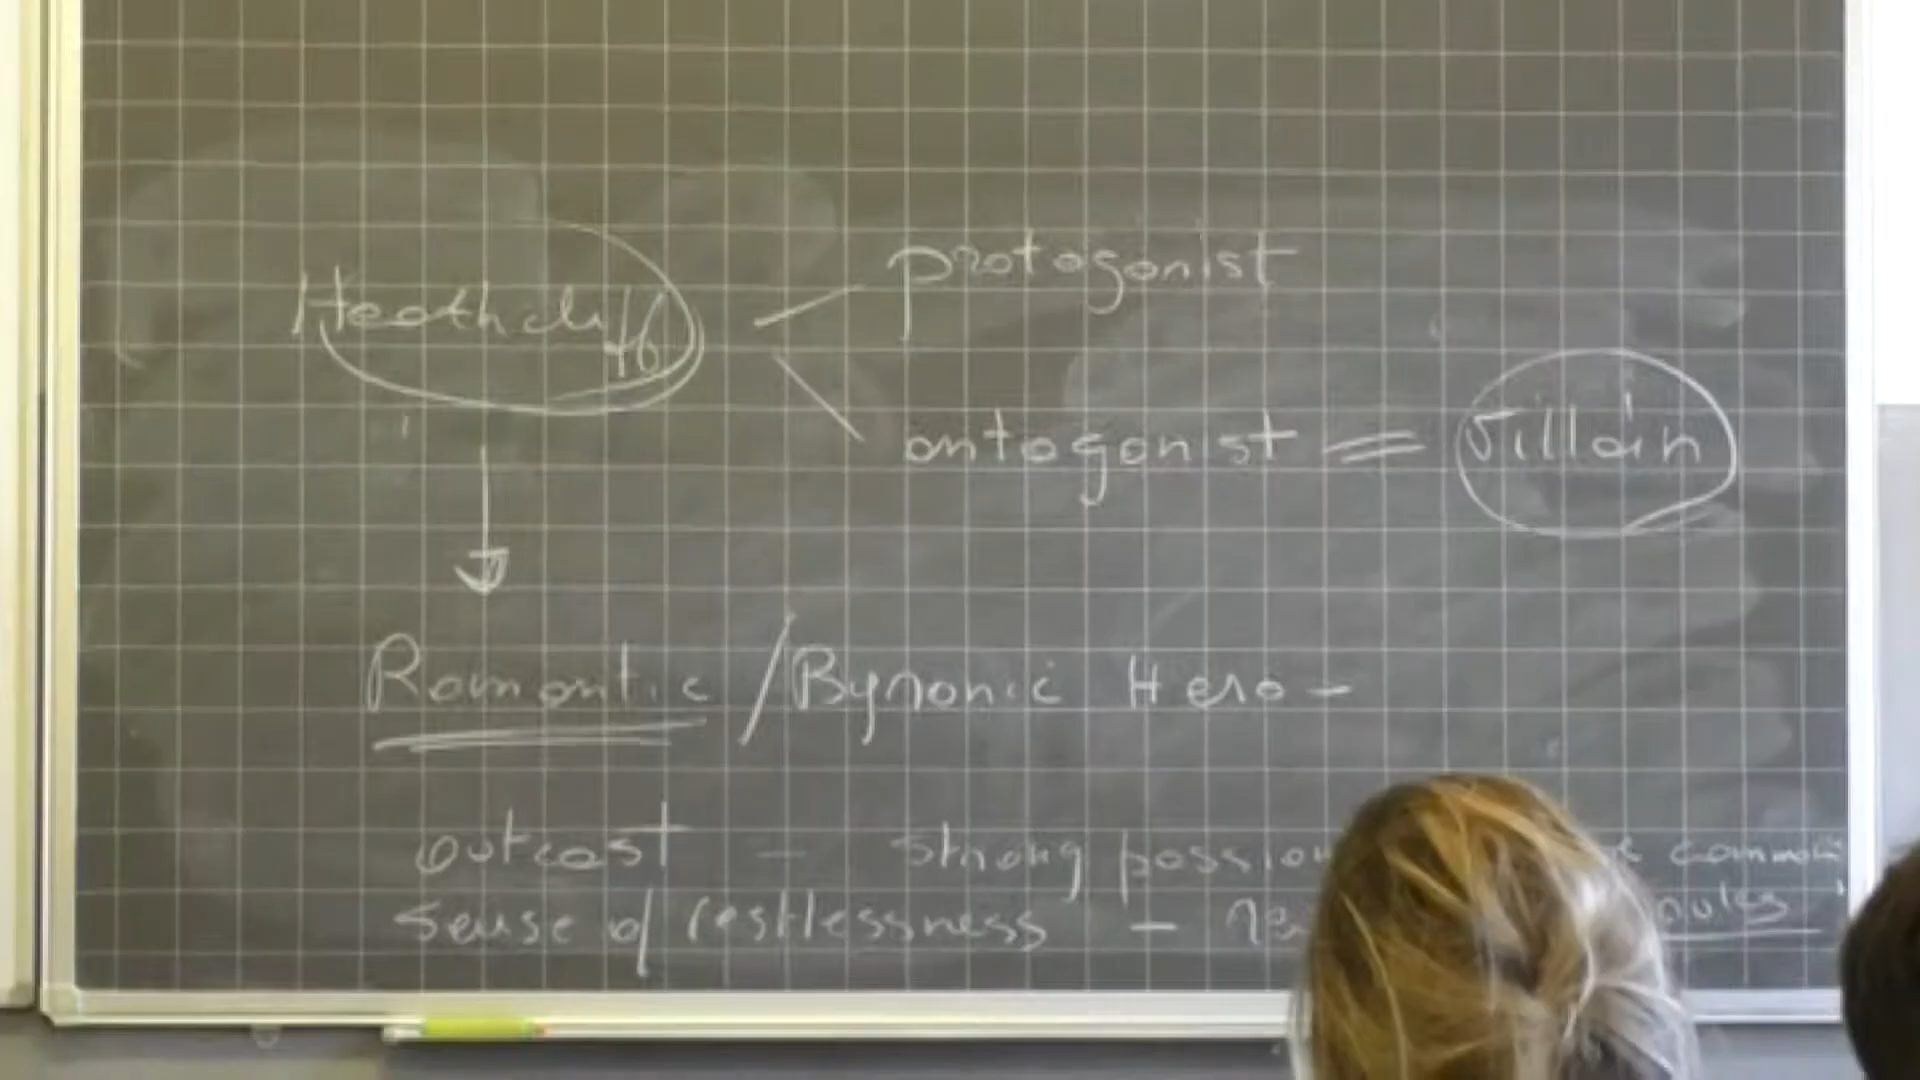 Heathcliff
protagonist
antagonist = Villain
Romantic / Byronic Hero -
outcast - strong passion
sense of restlessness -